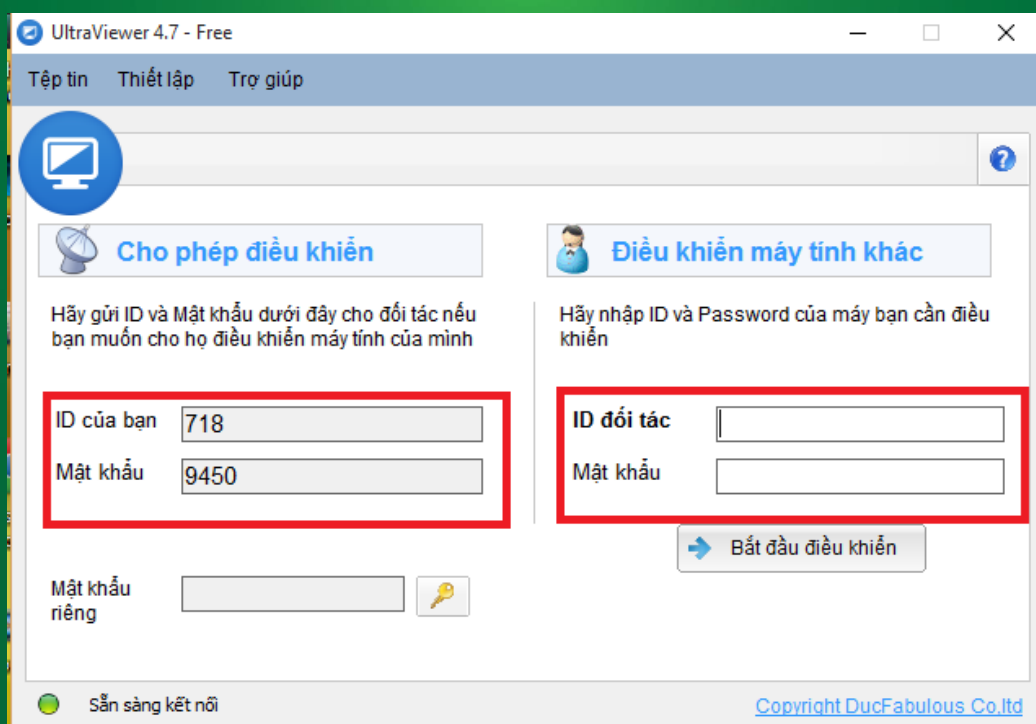 UltraViewer 4.7 - Free
Tệp tin Thiết lập Trợ giúp
Cho phép điều khiển
Hãy gửi ID và Mật khẩu dưới đây cho đối tác nếu
bạn muốn cho họ điều khiển máy tính của mình
ID của bạn 718
Mật khẩu 9450
Mật khẩu
riêng
Điều khiển máy tính khác
Hãy nhập ID và Password của máy bạn cần điều
khiển
ID đối tác
Mật khẩu
Bắt đầu điều khiển
Sẵn sàng kết nối
Copyright DucFabulous Co,ltd